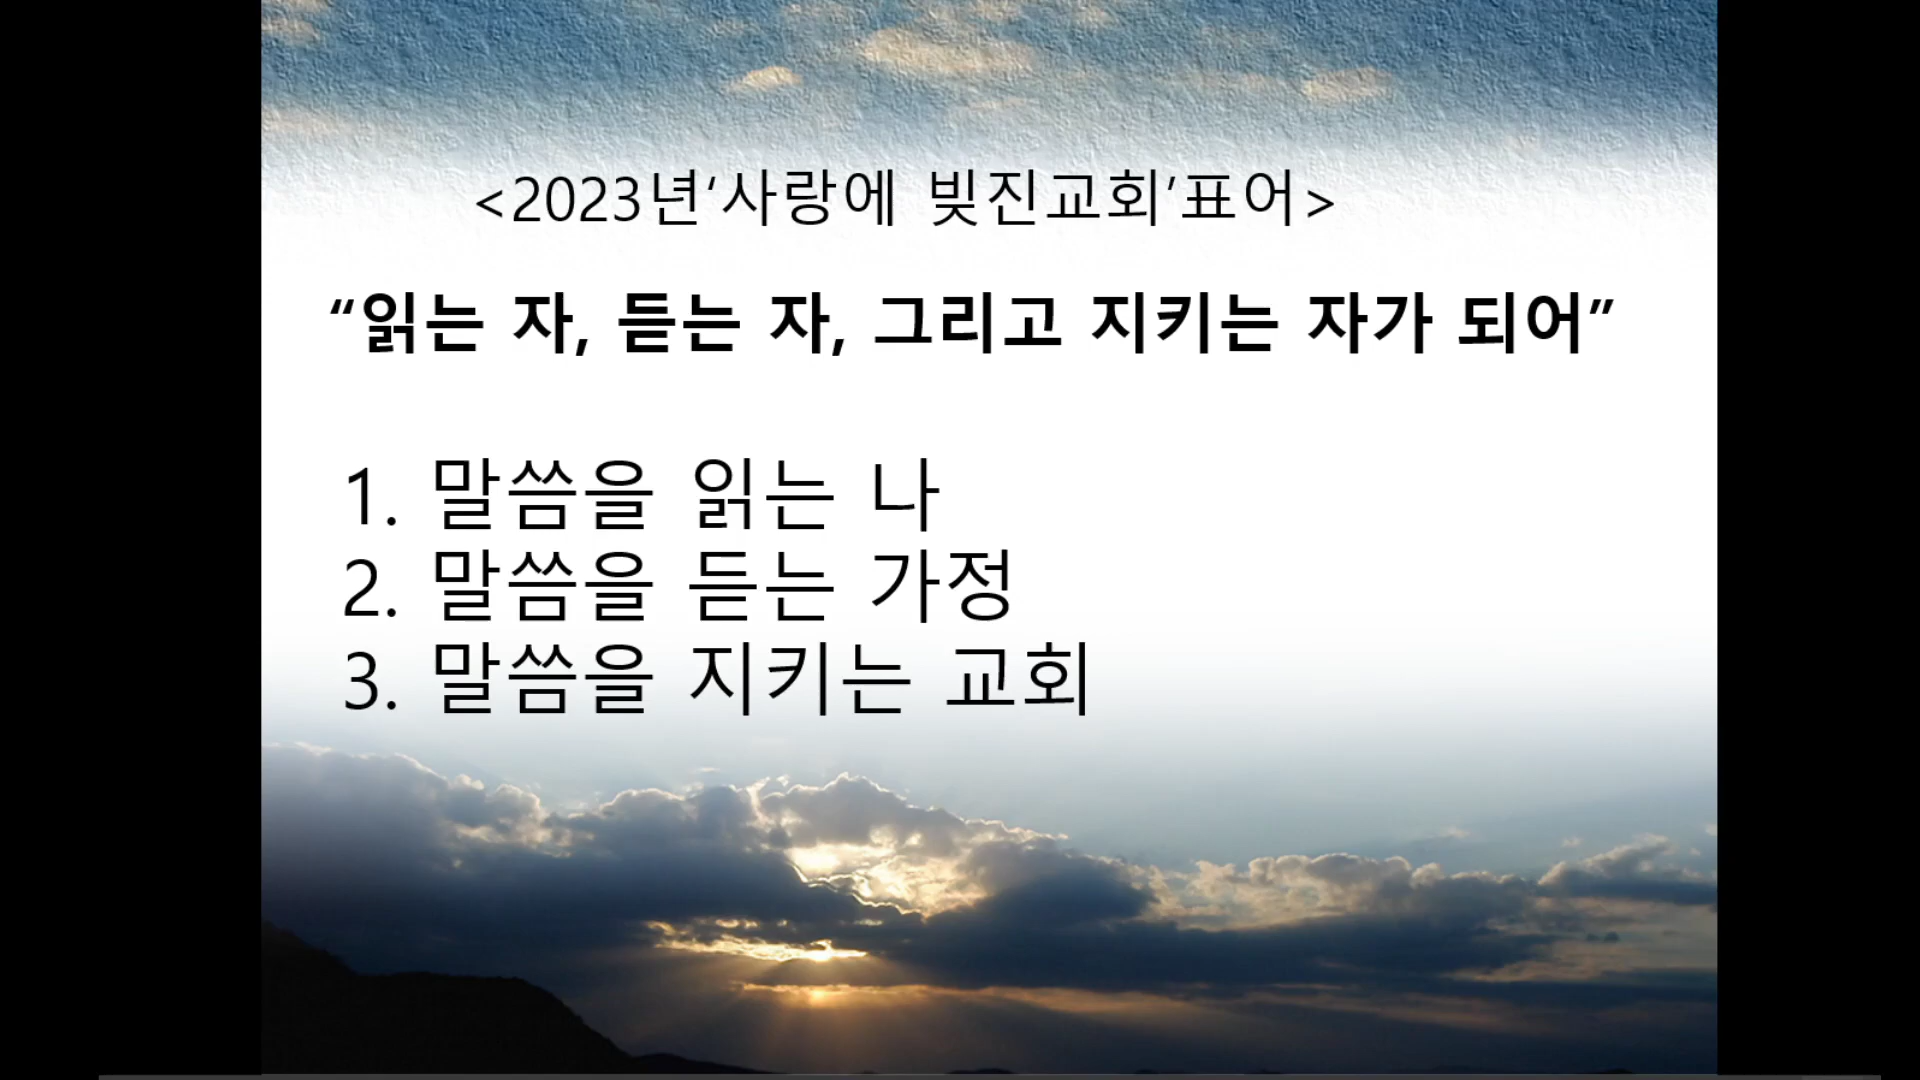 <2023년‘사랑에 빚진교회’표어>
“읽는 자, 듣는 자, 그리고 지키는 자가 되어”
1. 말씀을 읽는 나
2. 말씀을 듣는 가정
3. 말씀을 지키는 교회